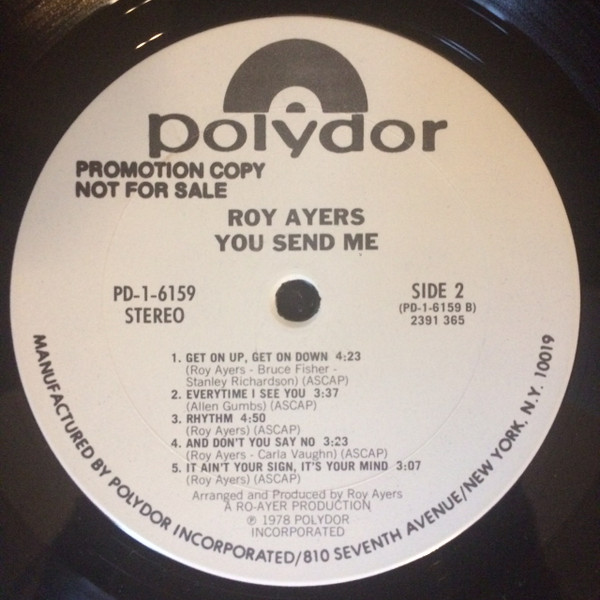 polydor
PROMOTION COPY
NOT FOR SALE
ROY AYERS
YOU SEND ME
PD-1-6159
STEREO
SIDE 2
(PD-1-6159 B)
2391 365
1. GET ON UP, GET ON DOWN 4:23
(Roy Ayers - Bruce Fisher -
Stanley Richardson) (ASCAP)
2. EVERYTIME I SEE YOU 3:37
(Allen Gumbs) (ASCAP)
3. RHYTHM 4:50
(Roy Ayers) (ASCAP)
4. AND DON'T YOU SAY NO 3:23
(Roy Ayers - Carla Vaughn) (ASCAP)
5. IT AIN'T YOUR SIGN, IT'S YOUR MIND 3:07
(Roy Ayers) (ASCAP)
Arranged and Produced by Roy Ayers
A RO-AYER PRODUCTION
℗ 1978 POLYDOR
INCORPORATED
MANUFACTURED BY POLYDOR INCORPORATED/810 SEVENTH AVENUE/NEW YORK, N.Y. 10019